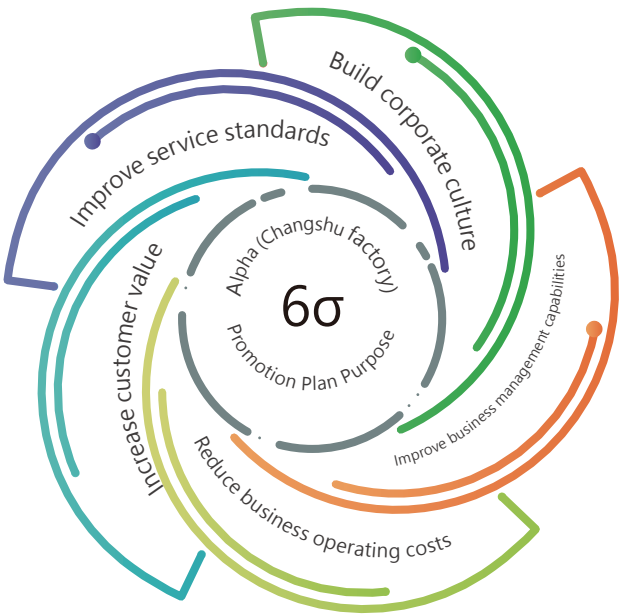 Build corporate culture
Improve service standards
Increase customer value
Reduce business operating costs
Improve business management capabilities
Alpha (Changshu factory)
6σ
Promotion Plan Purpose